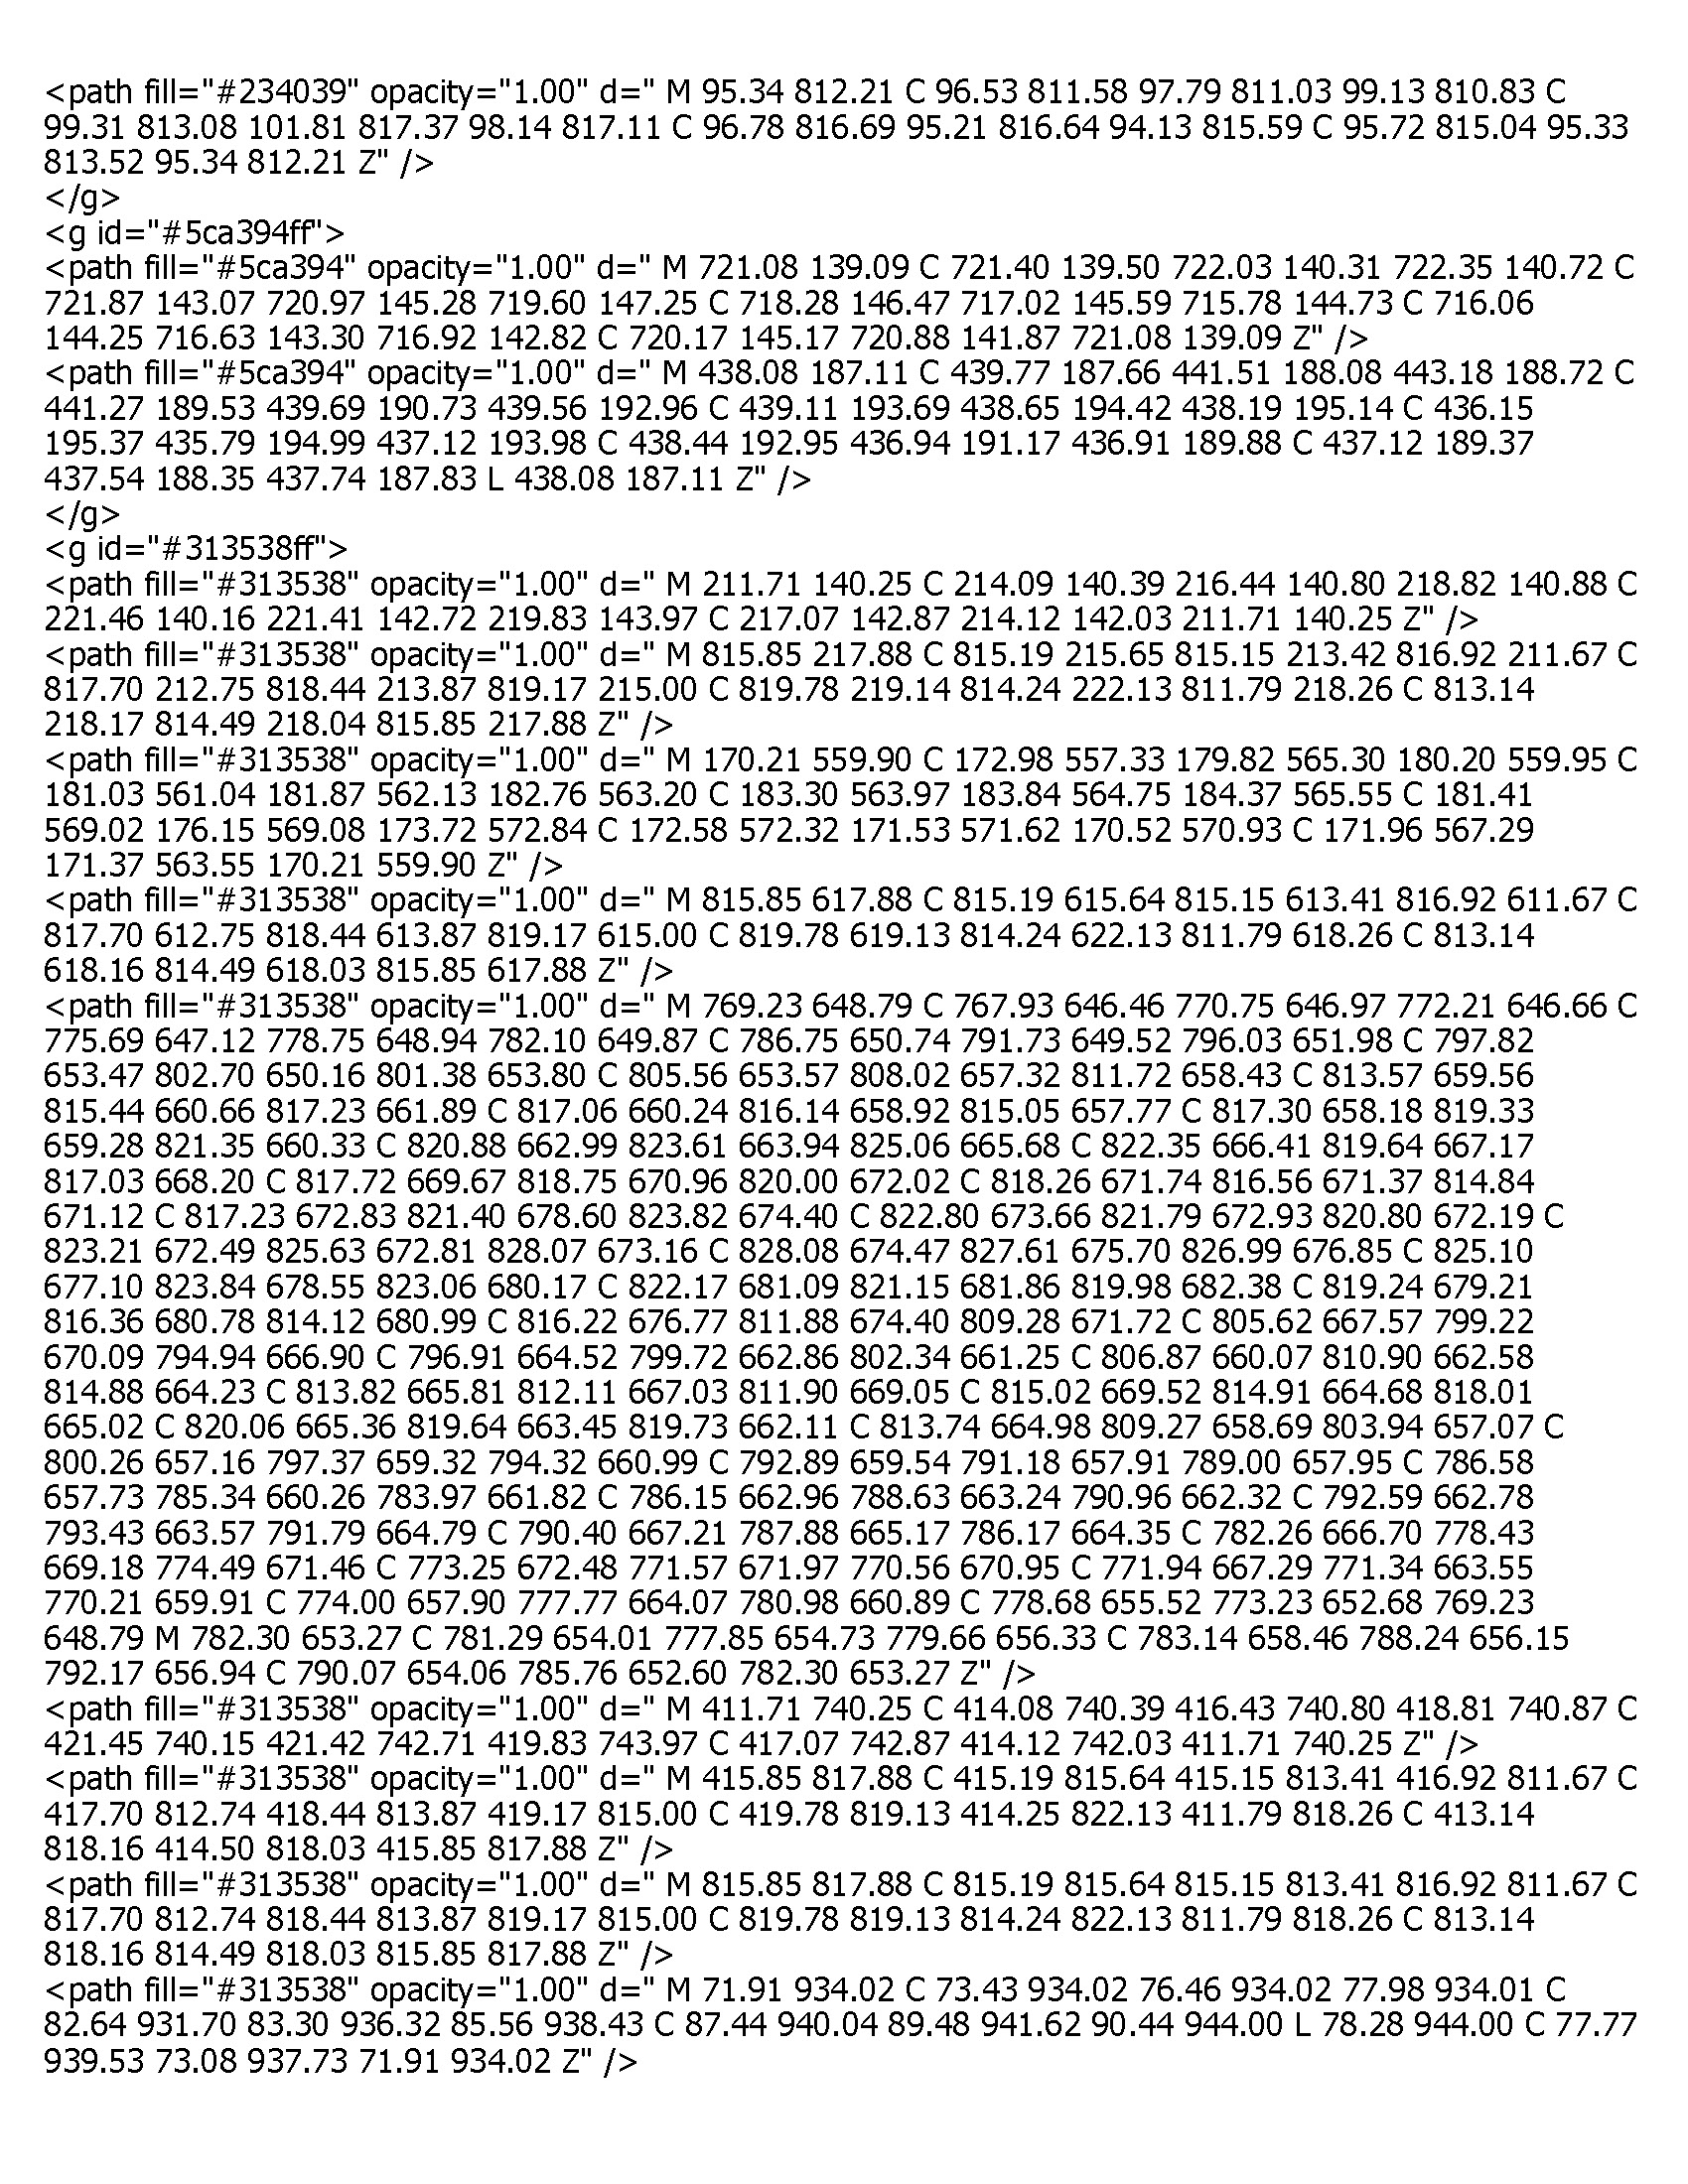 <path fill="#234039" opacity="1.00" d=" M 95.34 812.21 C 96.53 811.58 97.79 811.03 99.13 810.83 C
99.31 813.08 101.81 817.37 98.14 817.11 C 96.78 816.69 95.21 816.64 94.13 815.59 C 95.72 815.04 95.33
813.52 95.34 812.21 Z" />
</g>
<g id="#5ca394ff">
<path fill="#5ca394" opacity="1.00" d=" M 721.08 139.09 C 721.40 139.50 722.03 140.31 722.35 140.72 C
721.87 143.07 720.97 145.28 719.60 147.25 C 718.28 146.47 717.02 145.59 715.78 144.73 C 716.06
144.25 716.63 143.30 716.92 142.82 C 720.17 145.17 720.88 141.87 721.08 139.09 Z" />
<path fill="#5ca394" opacity="1.00" d=" M 438.08 187.11 C 439.77 187.66 441.51 188.08 443.18 188.72 C
441.27 189.53 439.69 190.73 439.56 192.96 C 439.11 193.69 438.65 194.42 438.19 195.14 C 436.15
195.37 435.79 194.99 437.12 193.98 C 438.44 192.95 436.94 191.17 436.91 189.88 C 437.12 189.37
437.54 188.35 437.74 187.83 L 438.08 187.11 Z" />
</g>
<g id="#313538ff">
<path fill="#313538" opacity="1.00" d=" M 211.71 140.25 C 214.09 140.39 216.44 140.80 218.82 140.88 C
221.46 140.16 221.41 142.72 219.83 143.97 C 217.07 142.87 214.12 142.03 211.71 140.25 Z" />
<path fill="#313538" opacity="1.00" d=" M 815.85 217.88 C 815.19 215.65 815.15 213.42 816.92 211.67 C
817.70 212.75 818.44 213.87 819.17 215.00 C 819.78 219.14 814.24 222.13 811.79 218.26 C 813.14
218.17 814.49 218.04 815.85 217.88 Z" />
<path fill="#313538" opacity="1.00" d=" M 170.21 559.90 C 172.98 557.33 179.82 565.30 180.20 559.95 C
181.03 561.04 181.87 562.13 182.76 563.20 C 183.30 563.97 183.84 564.75 184.37 565.55 C 181.41
569.02 176.15 569.08 173.72 572.84 C 172.58 572.32 171.53 571.62 170.52 570.93 C 171.96 567.29
171.37 563.55 170.21 559.90 Z" />
<path fill="#313538" opacity="1.00" d=" M 815.85 617.88 C 815.19 615.64 815.15 613.41 816.92 611.67 C
817.70 612.75 818.44 613.87 819.17 615.00 C 819.78 619.13 814.24 622.13 811.79 618.26 C 813.14
618.16 814.49 618.03 815.85 617.88 Z" />
<path fill="#313538" opacity="1.00" d=" M 769.23 648.79 C 767.93 646.46 770.75 646.97 772.21 646.66 C
775.69 647.12 778.75 648.94 782.10 649.87 C 786.75 650.74 791.73 649.52 796.03 651.98 C 797.82
653.47 802.70 650.16 801.38 653.80 C 805.56 653.57 808.02 657.32 811.72 658.43 C 813.57 659.56
815.44 660.66 817.23 661.89 C 817.06 660.24 816.14 658.92 815.05 657.77 C 817.30 658.18 819.33
659.28 821.35 660.33 C 820.88 662.99 823.61 663.94 825.06 665.68 C 822.35 666.41 819.64 667.17
817.03 668.20 C 817.72 669.67 818.75 670.96 820.00 672.02 C 818.26 671.74 816.56 671.37 814.84
671.12 C 817.23 672.83 821.40 678.60 823.82 674.40 C 822.80 673.66 821.79 672.93 820.80 672.19 C
823.21 672.49 825.63 672.81 828.07 673.16 C 828.08 674.47 827.61 675.70 826.99 676.85 C 825.10
677.10 823.84 678.55 823.06 680.17 C 822.17 681.09 821.15 681.86 819.98 682.38 C 819.24 679.21
816.36 680.78 814.12 680.99 C 816.22 676.77 811.88 674.40 809.28 671.72 C 805.62 667.57 799.22
670.09 794.94 666.90 C 796.91 664.52 799.72 662.86 802.34 661.25 C 806.87 660.07 810.90 662.58
814.88 664.23 C 813.82 665.81 812.11 667.03 811.90 669.05 C 815.02 669.52 814.91 664.68 818.01
665.02 C 820.06 665.36 819.64 663.45 819.73 662.11 C 813.74 664.98 809.27 658.69 803.94 657.07 C
800.26 657.16 797.37 659.32 794.32 660.99 C 792.89 659.54 791.18 657.91 789.00 657.95 C 786.58
657.73 785.34 660.26 783.97 661.82 C 786.15 662.96 788.63 663.24 790.96 662.32 C 792.59 662.78
793.43 663.57 791.79 664.79 C 790.40 667.21 787.88 665.17 786.17 664.35 C 782.26 666.70 778.43
669.18 774.49 671.46 C 773.25 672.48 771.57 671.97 770.56 670.95 C 771.94 667.29 771.34 663.55
770.21 659.91 C 774.00 657.90 777.77 664.07 780.98 660.89 C 778.68 655.52 773.23 652.68 769.23
648.79 M 782.30 653.27 C 781.29 654.01 777.85 654.73 779.66 656.33 C 783.14 658.46 788.24 656.15
792.17 656.94 C 790.07 654.06 785.76 652.60 782.30 653.27 Z" />
<path fill="#313538" opacity="1.00" d=" M 411.71 740.25 C 414.08 740.39 416.43 740.80 418.81 740.87 C
421.45 740.15 421.42 742.71 419.83 743.97 C 417.07 742.87 414.12 742.03 411.71 740.25 Z" />
<path fill="#313538" opacity="1.00" d=" M 415.85 817.88 C 415.19 815.64 415.15 813.41 416.92 811.67 C
417.70 812.74 418.44 813.87 419.17 815.00 C 419.78 819.13 414.25 822.13 411.79 818.26 C 413.14
818.16 414.50 818.03 415.85 817.88 Z" />
<path fill="#313538" opacity="1.00" d=" M 815.85 817.88 C 815.19 815.64 815.15 813.41 816.92 811.67 C
817.70 812.74 818.44 813.87 819.17 815.00 C 819.78 819.13 814.24 822.13 811.79 818.26 C 813.14
818.16 814.49 818.03 815.85 817.88 Z" />
<path fill="#313538" opacity="1.00" d=" M 71.91 934.02 C 73.43 934.02 76.46 934.02 77.98 934.01 C
82.64 931.70 83.30 936.32 85.56 938.43 C 87.44 940.04 89.48 941.62 90.44 944.00 L 78.28 944.00 C 77.77
939.53 73.08 937.73 71.91 934.02 Z" />